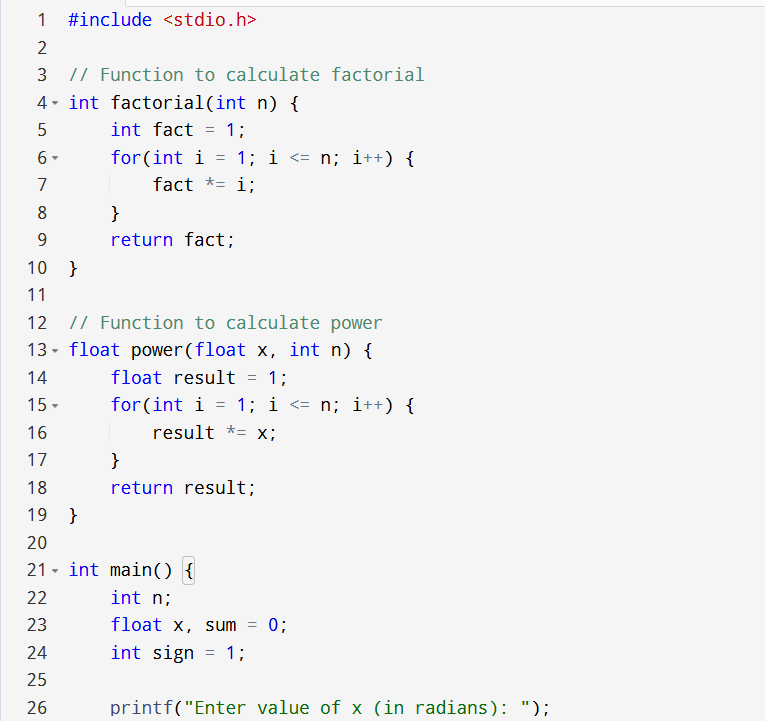 1 #include <stdio.h>
2
3 // Function to calculate factorial
4 int factorial(int n) {
5     int fact = 1;
6     for(int i = 1; i <= n; i++) {
7         fact *= i;
8     }
9     return fact;
10 }
11
12 // Function to calculate power
13 float power(float x, int n) {
14     float result = 1;
15     for(int i = 1; i <= n; i++) {
16         result *= x;
17     }
18     return result;
19 }
20
21 int main() {
22     int n;
23     float x, sum = 0;
24     int sign = 1;
25
26     printf("Enter value of x (in radians): ");